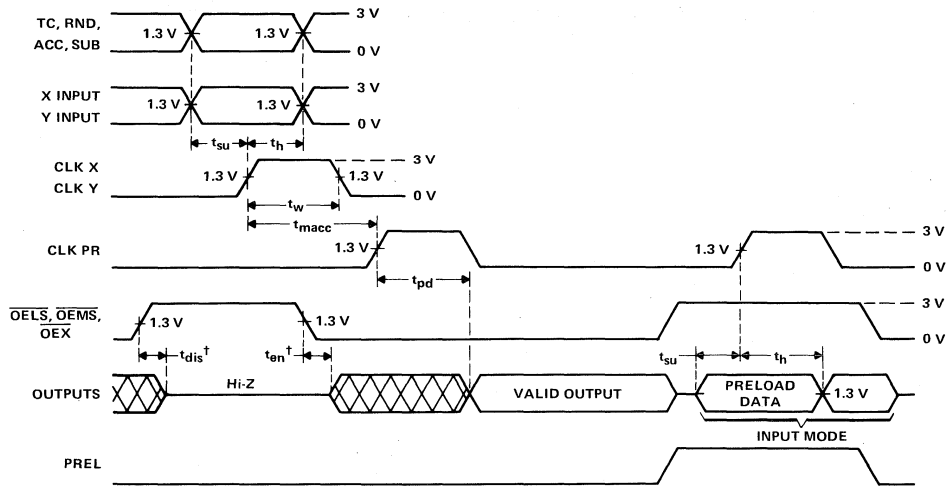 TC, RND,
ACC, SUB
1.3 V
1.3 V
3 V
0 V
X INPUT
Y INPUT
1.3 V
1.3 V
3 V
0 V
tsu
th
CLK X
CLK Y
1.3 V
1.3 V
3 V
0 V
tw
tmacc
CLK PR
1.3 V
1.3 V
3 V
0 V
tpd
OELS, OEMS,
OEX
1.3 V
1.3 V
3 V
0 V
tdis†
ten†
tsu
th
OUTPUTS
Hi-Z
VALID OUTPUT
PRELOAD
DATA
1.3 V
INPUT MODE
PREL